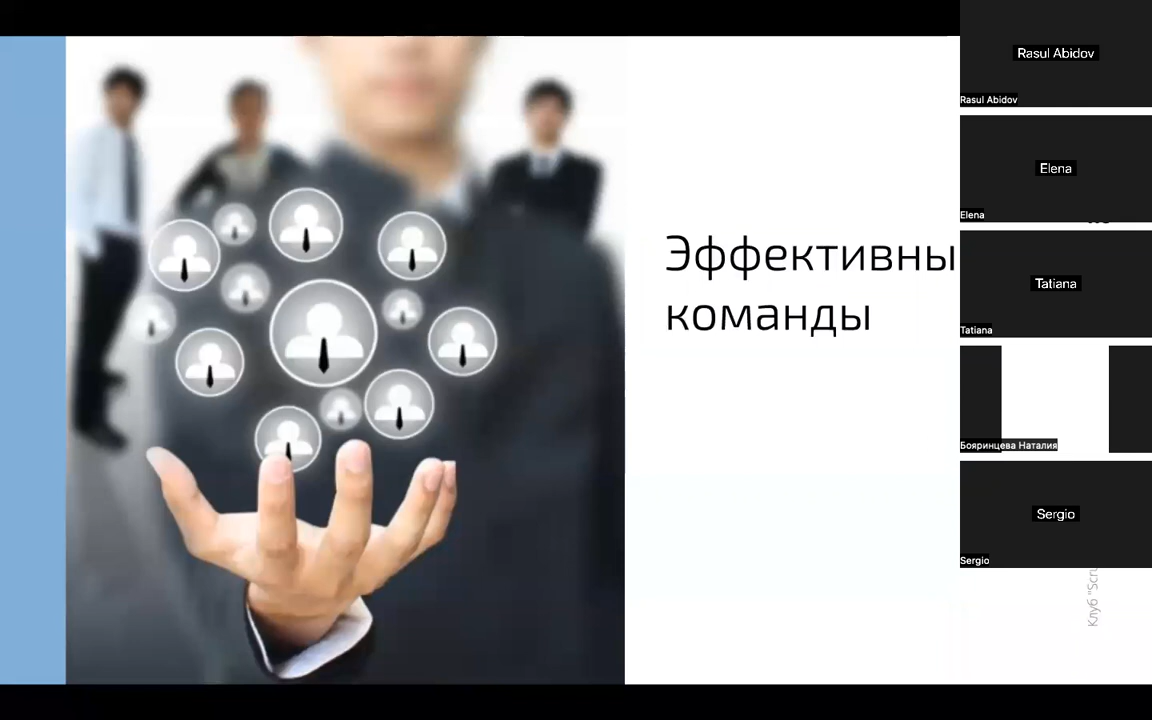 Эффективны
команды
Rasul Abidov
Rasul Abidov
Elena
Elena
Tatiana
Tatiana
Бояринцева Наталия
Sergio
Sergio
Клуб "Scru